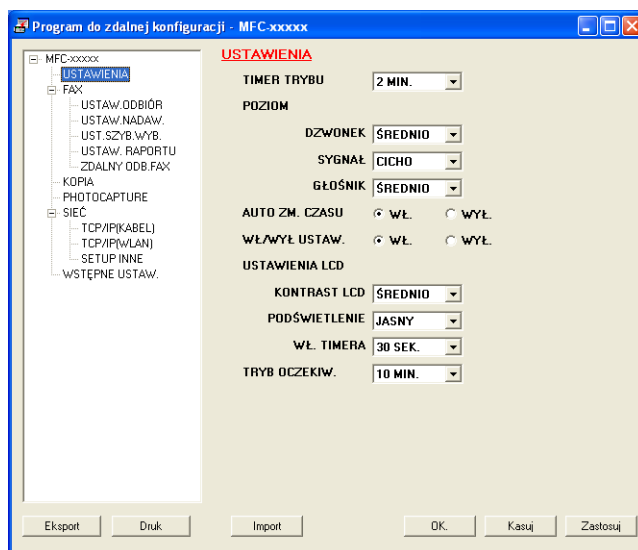 Program do zdalnej konfiguracji - MFC-xxxxx
MFC-xxxxx
USTAWIENIA
FAX
USTAW.ODBIÓR
USTAW.NADAW.
UST.SZYB.WYB.
USTAW. RAPORTU
ZDALNY ODB.FAX
KOPIA
PHOTOCAPTURE
SIEĆ
TCP/IP(KABEL)
TCP/IP(WLAN)
SETUP INNE
WSTĘPNE USTAW.
USTAWIENIA
TIMER TRYBU 2 MIN.
POZIOM
DZWONEK ŚREDNIO
SYGNAŁ CICHO
GŁOŚNIK ŚREDNIO
AUTO ZM. CZASU WŁ. WYŁ.
WŁ/WYŁ USTAW. WŁ. WYŁ.
USTAWIENIA LCD
KONTRAST LCD ŚREDNIO
PODŚWIETLENIE JASNY
WŁ. TIMERA 30 SEK.
TRYB OCZEKIW. 10 MIN.
Eksport Druk Import OK. Kasuj Zastosuj